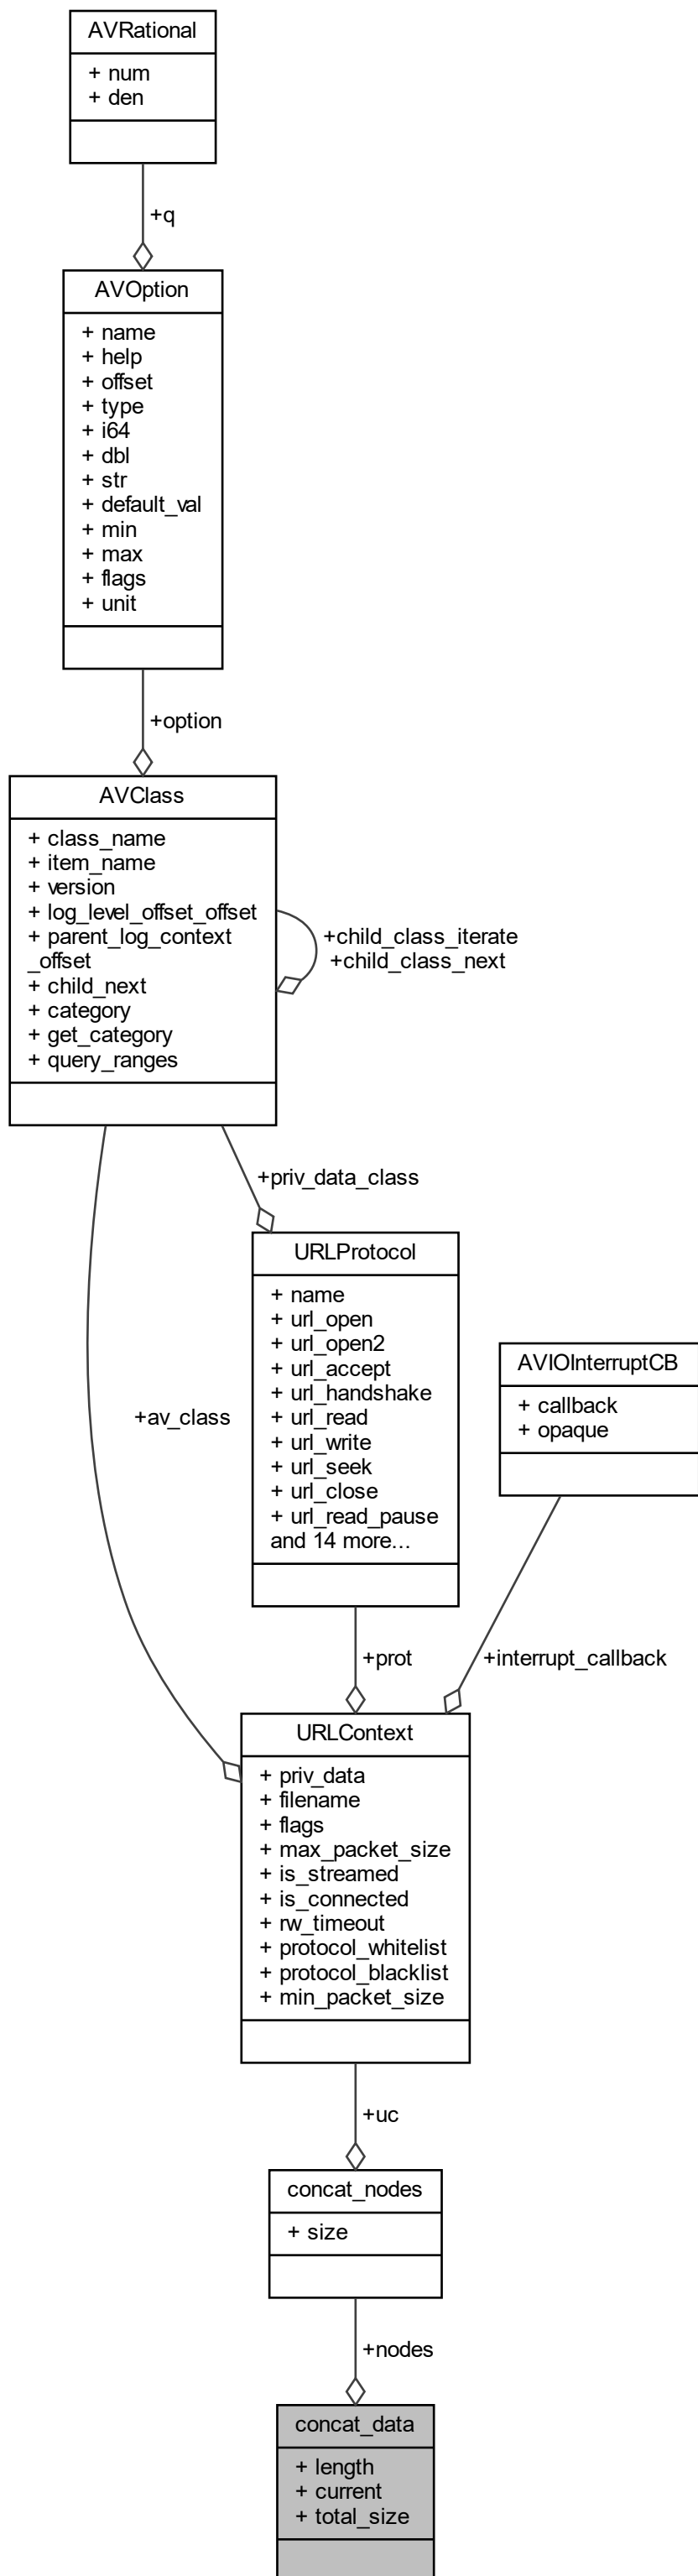 AVRational
+ num
+ den
+q
AVOption
+ name
+ help
+ offset
+ type
+ i64
+ dbl
+ str
+ default_val
+ min
+ max
+ flags
+ unit
+option
AVClass
+ class_name
+ item_name
+ version
+ log_level_offset_offset
+ parent_log_context
_offset
+ child_next
+ category
+ get_category
+ query_ranges
+child_class_iterate
+child_class_next
+priv_data_class
URLProtocol
+ name
+ url_open
+ url_open2
+ url_accept
+ url_handshake
+ url_read
+ url_write
+ url_seek
+ url_close
+ url_read_pause
and 14 more...
AVIOInterruptCB
+ callback
+ opaque
+av_class
+prot
+interrupt_callback
URLContext
+ priv_data
+ filename
+ flags
+ max_packet_size
+ is_streamed
+ is_connected
+ rw_timeout
+ protocol_whitelist
+ protocol_blacklist
+ min_packet_size
+uc
concat_nodes
+ size
+nodes
concat_data
+ length
+ current
+ total_size